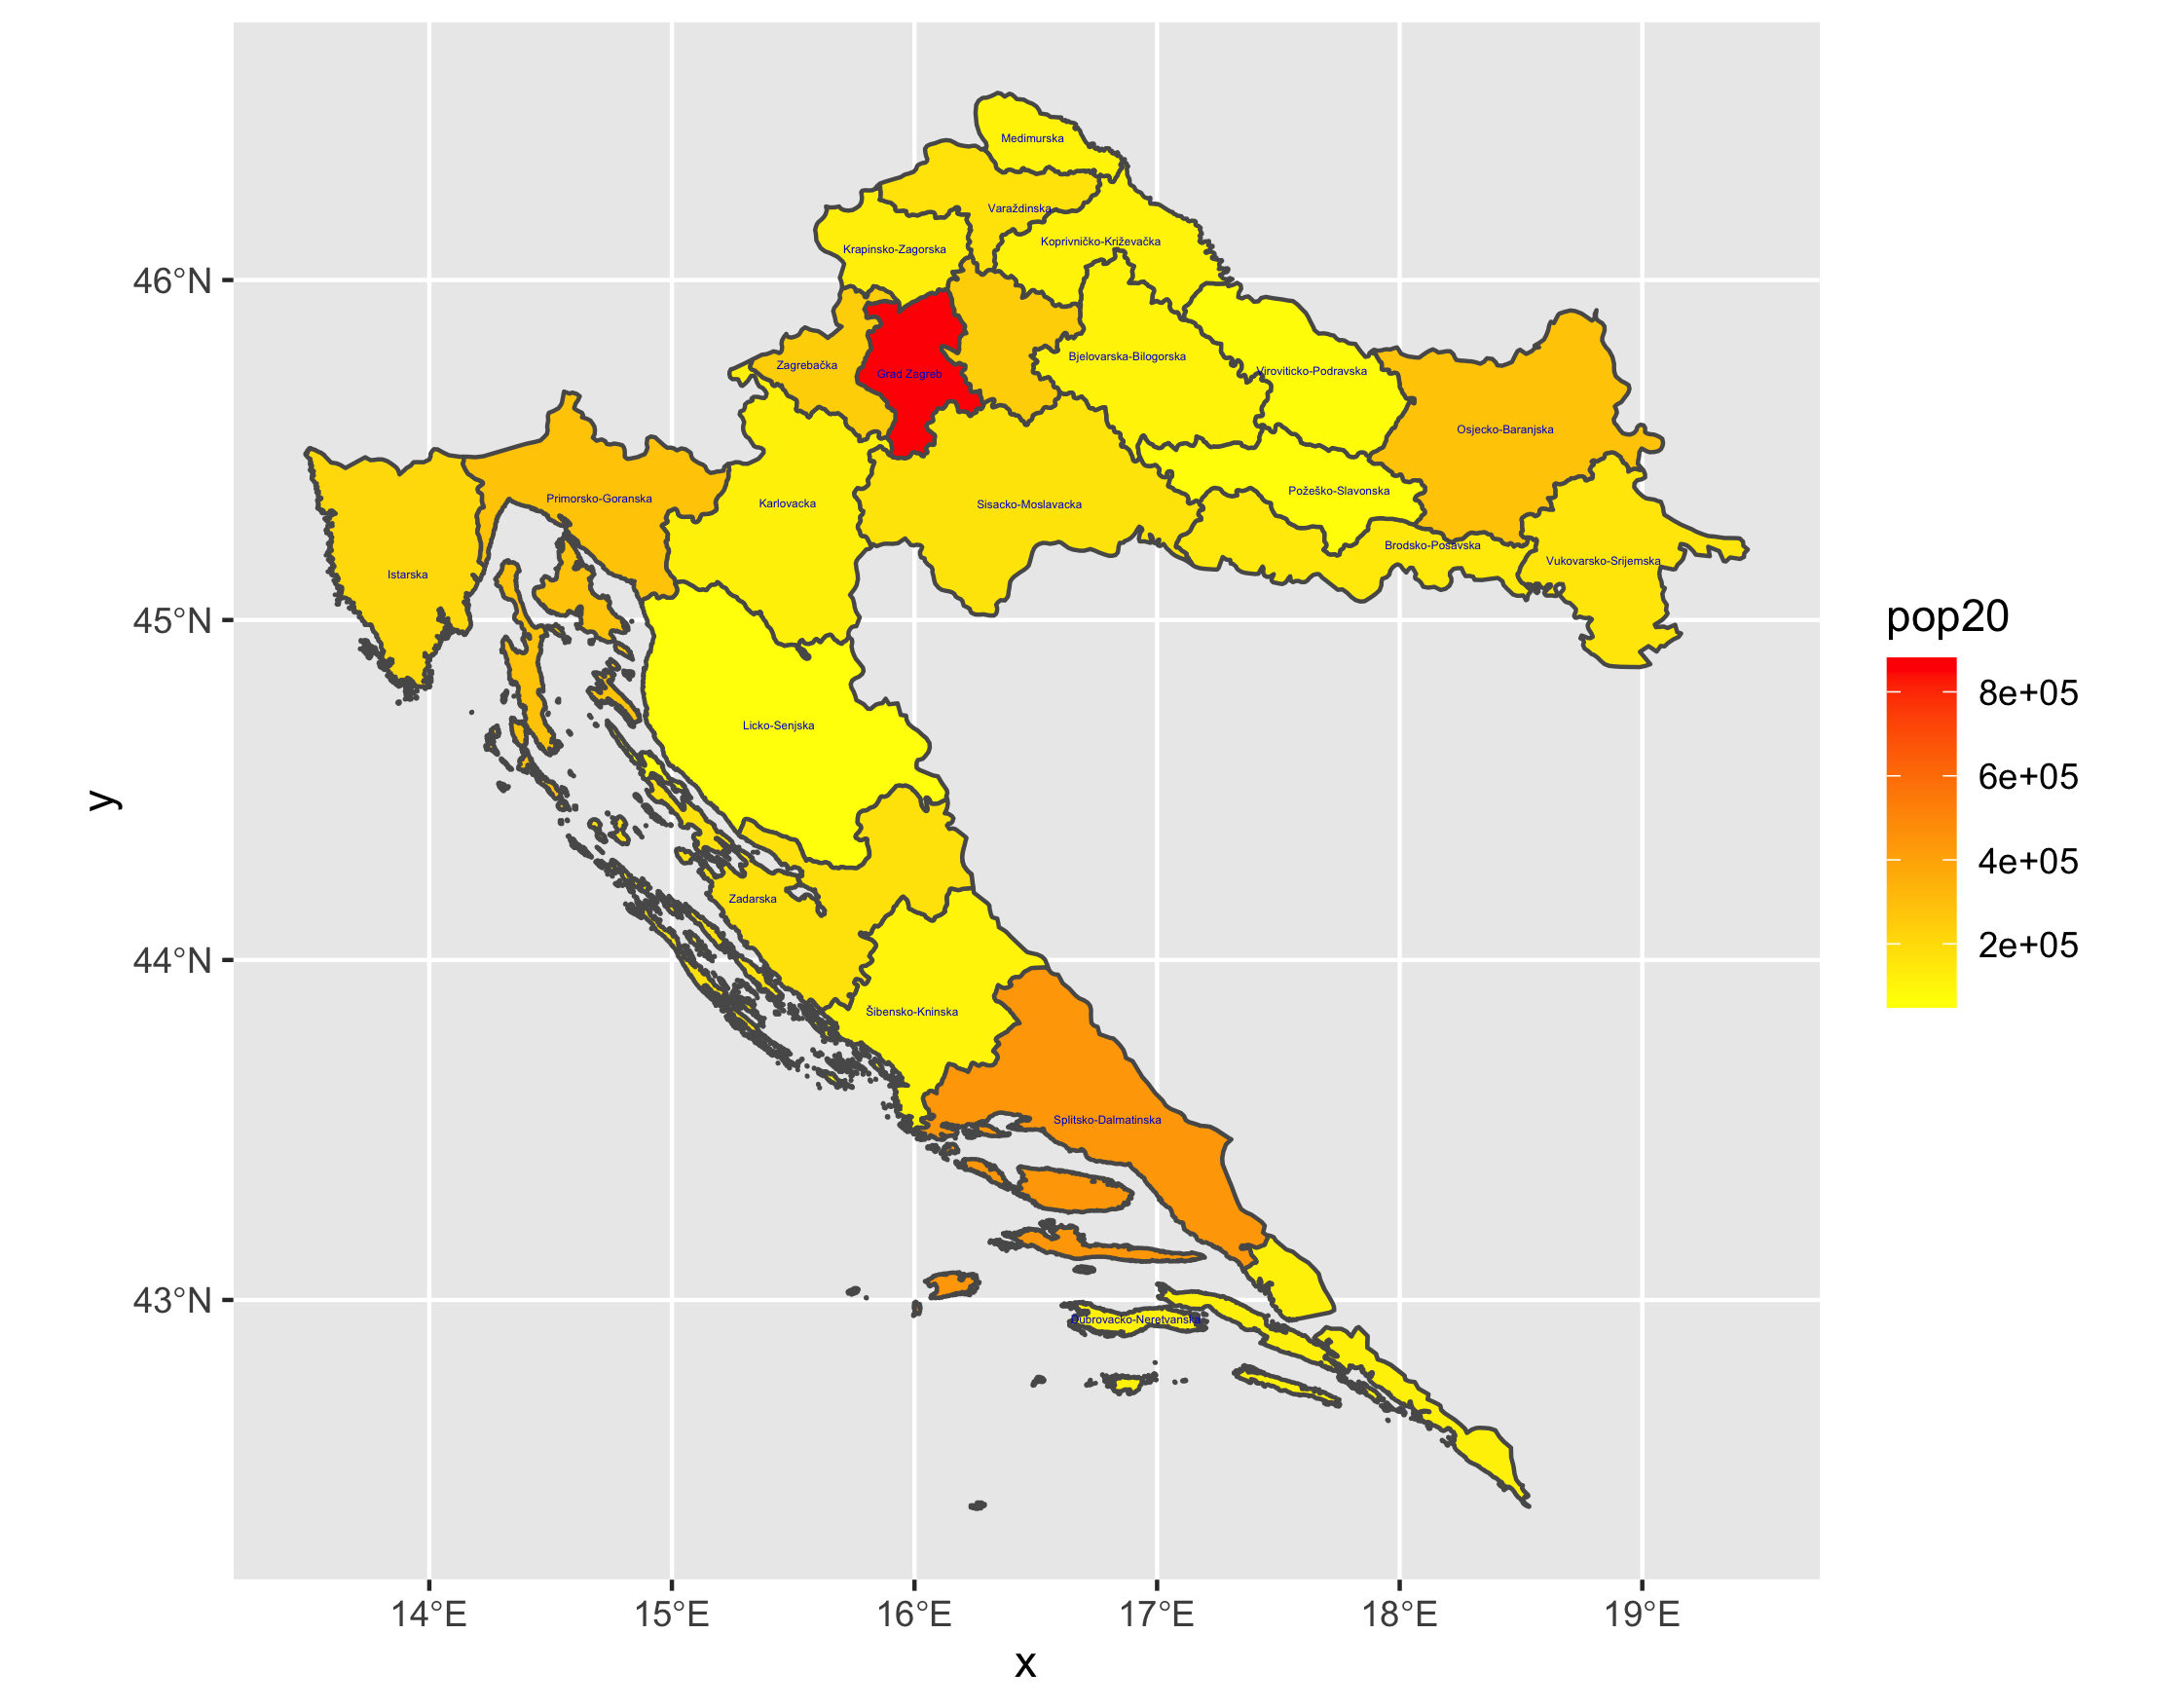 Medimurska
Varaždinska
Koprivničko-Križevačka
Krapinsko-Zagorska
46°N
Bjelovarska-Bilogorska
Zagrebačka
Viroviticko-Podravska
Grad Zagreb
Osjecko-Baranjska
Požeško-Slavonska
Primorsko-Goranska
Karlovacka
Sisacko-Moslavacka
Brodsko-Posavska
Vukovarsko-Srijemska
Istarska
45°N
pop20
8e+05
6e+05
4e+05
2e+05
Licko-Senjska
y
Zadarska
44°N
Šibensko-Kninska
Splitsko-Dalmatinska
43°N
Dubrovacko-Neretvanska
14°E 15°E 16°E 17°E 18°E 19°E
x